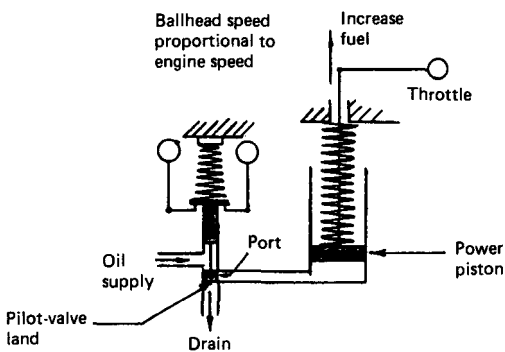 Ballhead speed
proportional to
engine speed
Increase
fuel
Throttle
Port
Oil
supply
Power
piston
Pilot-valve
land
Drain